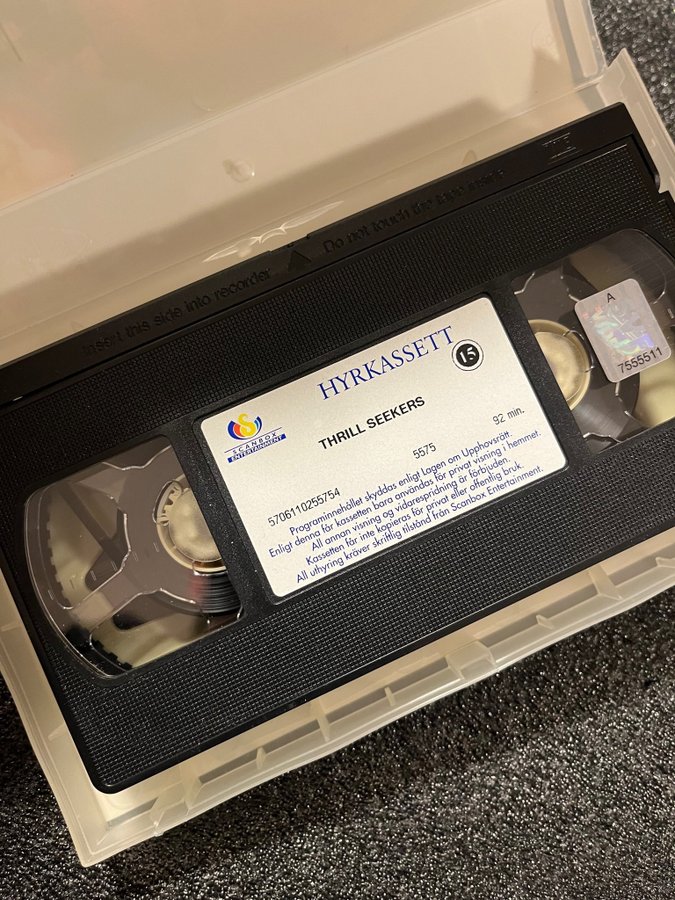 Insert this side into recorder
Do not touch the tape inside
HYRKASSETT
15
SCANBOX
ENTERTAINMENT
THRILL SEEKERS
5706110255754 5575 92 min.
Programinnehållet skyddas enligt Lagen om Upphovsrätt.
Enligt denna får kassetten bara användas för privat visning i hemmet.
All annan visning och vidarespridning är förbjuden.
Kassetten får inte kopieras för privat eller offentlig bruk.
All uthyring kräver skriftlig tilstånd från Scanbox Entertainment.
A
7555511